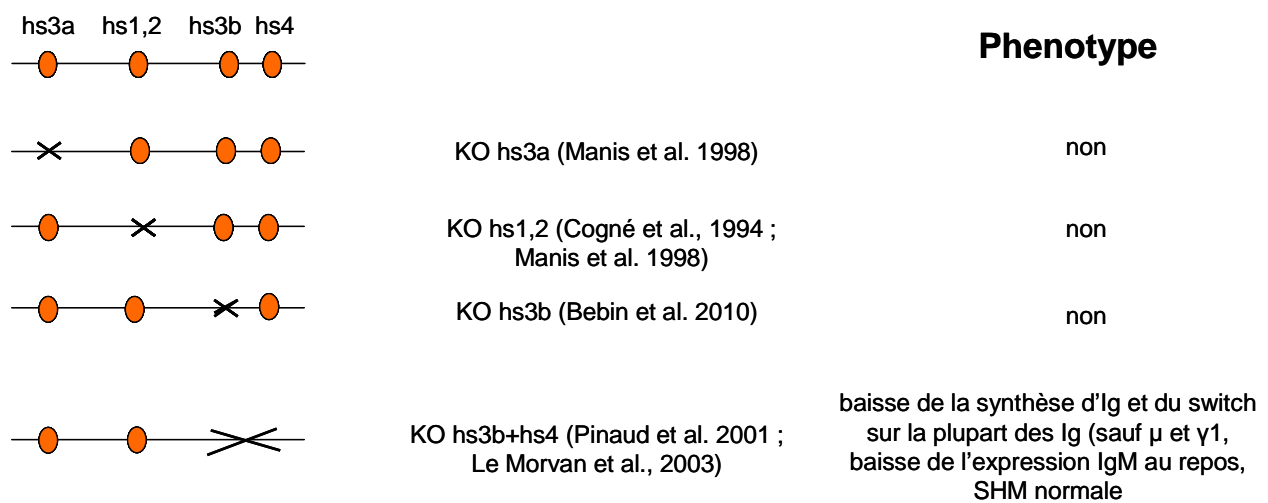 hs3a hs1,2 hs3b hs4
Phenotype
KO hs3a (Manis et al. 1998)
non
KO hs1,2 (Cogné et al., 1994 ;
Manis et al. 1998)
non
KO hs3b (Bebin et al. 2010)
non
KO hs3b+hs4 (Pinaud et al. 2001 ;
Le Morvan et al., 2003)
baisse de la synthèse d'Ig et du switch
sur la plupart des Ig (sauf μ et γ1,
baisse de l'expression IgM au repos,
SHM normale